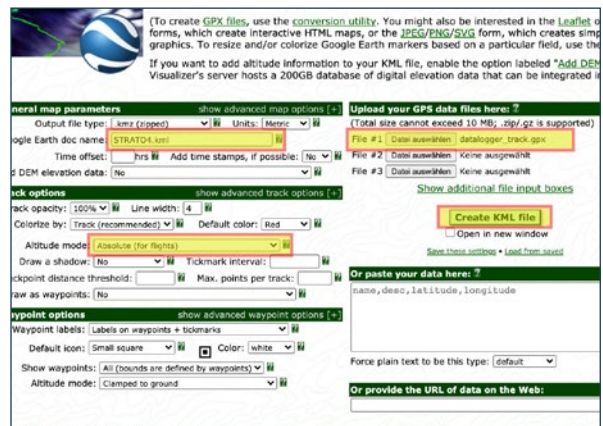 (To create GPX files, use the conversion utility. You might also be interested in the Leaflet o
forms, which create interactive HTML maps, or the JPEG/PNG/SVG form, which creates simp
graphics. To resize and/or colorize Google Earth markers based on a particular field, use the
If you want to add altitude information to your KML file, enable the option labeled "Add DEM
Visualizer's server hosts a 200GB database of digital elevation data that can be integrated in
neral map parameters show advanced map options [+]
Output file type: .kmz (zipped) Units: Metric
ogle Earth doc name: STRATO4.kml
Time offset: hrs Add time stamps, if possible: No
d DEM elevation data: No
ack options show advanced track options [+]
rack opacity: 100% Line width: 4
Colorize by: Track (recommended) Default color: Red
Altitude mode: Absolute (for flights)
Draw a shadow: No Tickmark interval:
ackpoint distance threshold: Max. points per track:
raw as waypoints: No
aypoint options show advanced waypoint options [+]
Waypoint labels: Labels on waypoints + tickmarks
Default icon: Small square Color: white
Show waypoints: All (bounds are defined by waypoints)
Altitude mode: Clamped to ground
Upload your GPS data files here: ?
(Total size cannot exceed 10 MB; .zip/.gz is supported)
File #1 Datei auswählen datalogger_track.gpx
File #2 Datei auswählen Keine ausgewählt
File #3 Datei auswählen Keine ausgewählt
Show additional file input boxes
Create KML file
Open in new window
Save these settings • Load from saved
Or paste your data here: ?
name,desc,latitude,longitude
Force plain text to be this type: default
Or provide the URL of data on the Web: